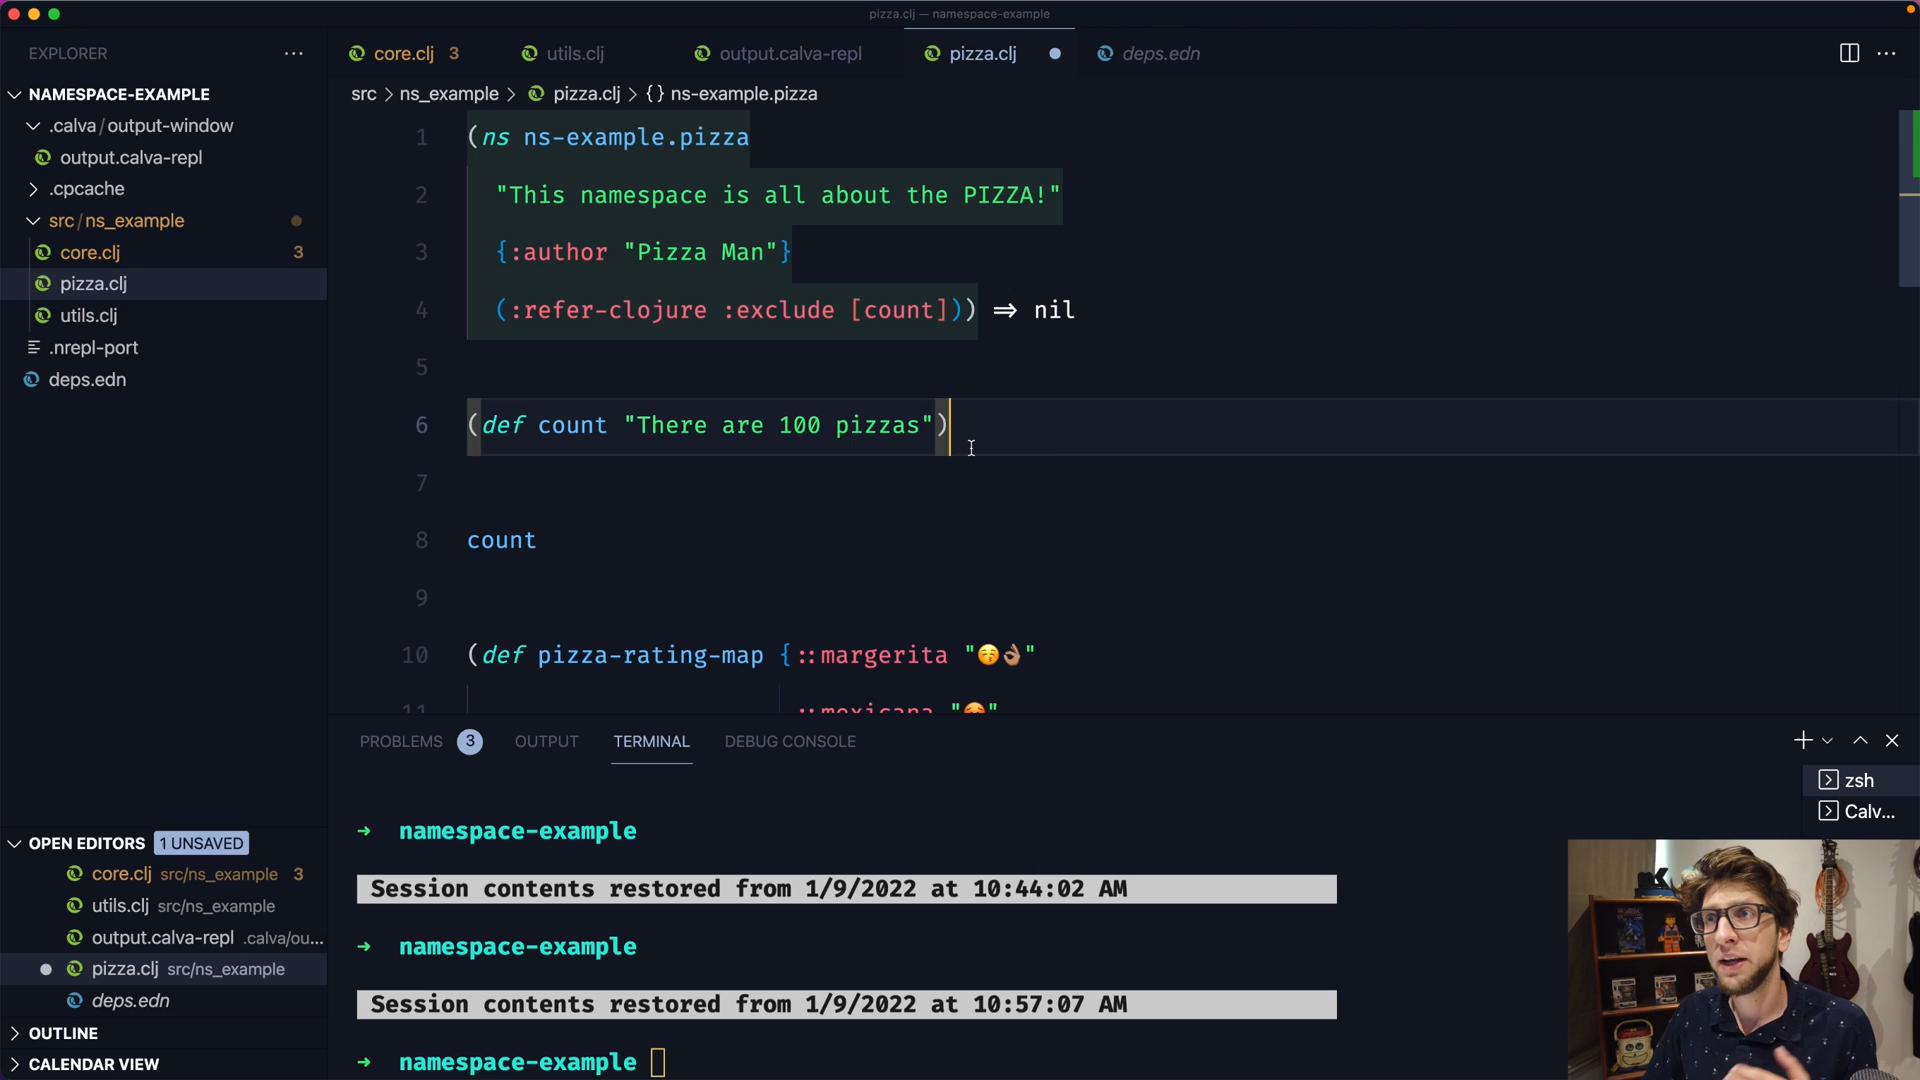 pizza.clj — namespace-example
EXPLORER
core.clj 3
utils.clj
output.calva-repl
pizza.clj
deps.edn
NAMESPACE-EXAMPLE
.calva/output-window
output.calva-repl
.cpcache
src/ns_example
core.clj 3
pizza.clj
utils.clj
.nrepl-port
deps.edn
src > ns_example > pizza.clj > {} ns-example.pizza
1 (ns ns-example.pizza
2 "This namespace is all about the PIZZA!"
3 {:author "Pizza Man"}
4 (:refer-clojure :exclude [count])) => nil
5
6 (def count "There are 100 pizzas")
7
8 count
9
10 (def pizza-rating-map {::margerita "😚👌🏽"
11 ::mexicana "
PROBLEMS 3 OUTPUT TERMINAL DEBUG CONSOLE
zsh
Calv...
→ namespace-example
Session contents restored from 1/9/2022 at 10:44:02 AM
→ namespace-example
Session contents restored from 1/9/2022 at 10:57:07 AM
→ namespace-example
OPEN EDITORS 1 UNSAVED
core.clj src/ns_example 3
utils.clj src/ns_example
output.calva-repl .calva/ou...
pizza.clj src/ns_example
deps.edn
OUTLINE
CALENDAR VIEW